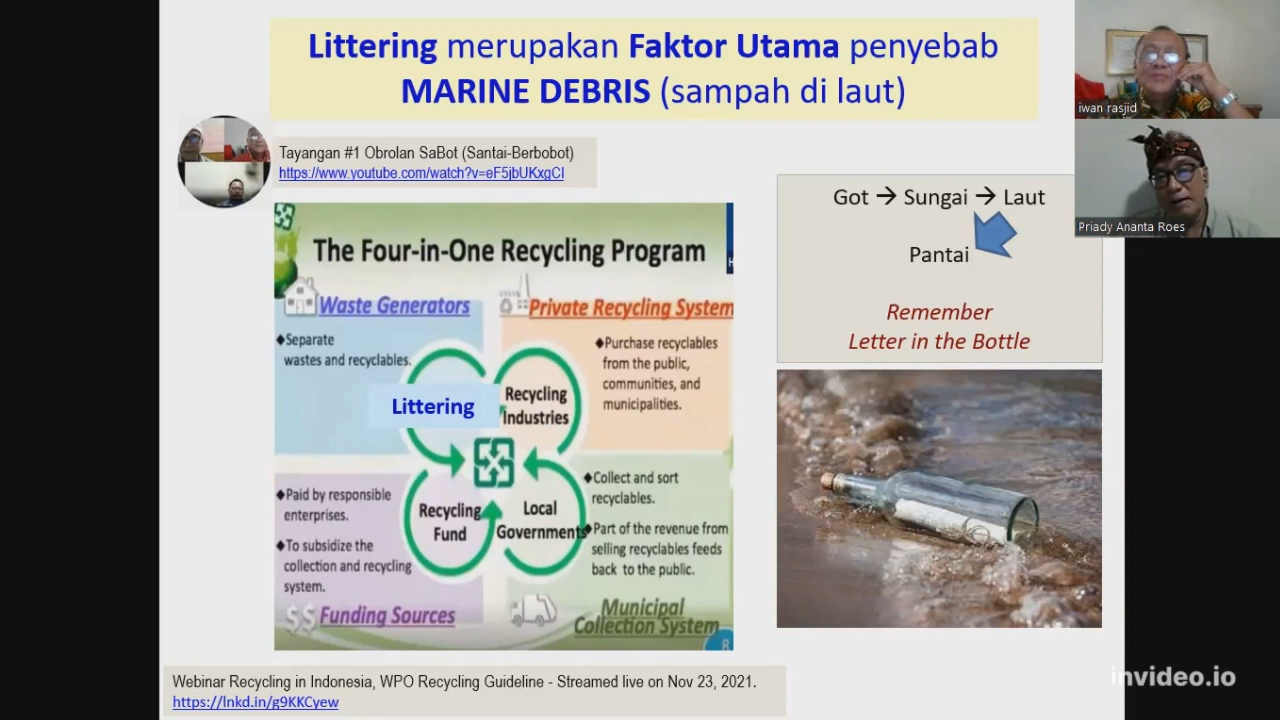 Littering merupakan Faktor Utama penyebab
MARINE DEBRIS (sampah di laut)
iwan rasjid
Priady Ananta Roes
Tayangan #1 Obrolan SaBot (Santai-Berbobot)
https://www.youtube.com/watch?v=eF5jbUKxgCI
The Four-in-One Recycling Program
Waste Generators
◆Separate
wastes and recyclables.
Private Recycling System
◆Purchase recyclables
from the public,
communities, and
municipalities.
Littering
Recycling
Industries
Recycling
Fund
Local
Governments
◆Paid by responsible
enterprises.
◆To subsidize the
collection and recycling
system.
$$ Funding Sources
◆Collect and sort
recyclables.
◆Part of the revenue from
selling recyclables feeds
back to the public.
Municipal
Collection System
8
Got → Sungai → Laut
Pantai
Remember
Letter in the Bottle
Webinar Recycling in Indonesia, WPO Recycling Guideline - Streamed live on Nov 23, 2021.
https://lnkd.in/g9KKCyew
invideo.io